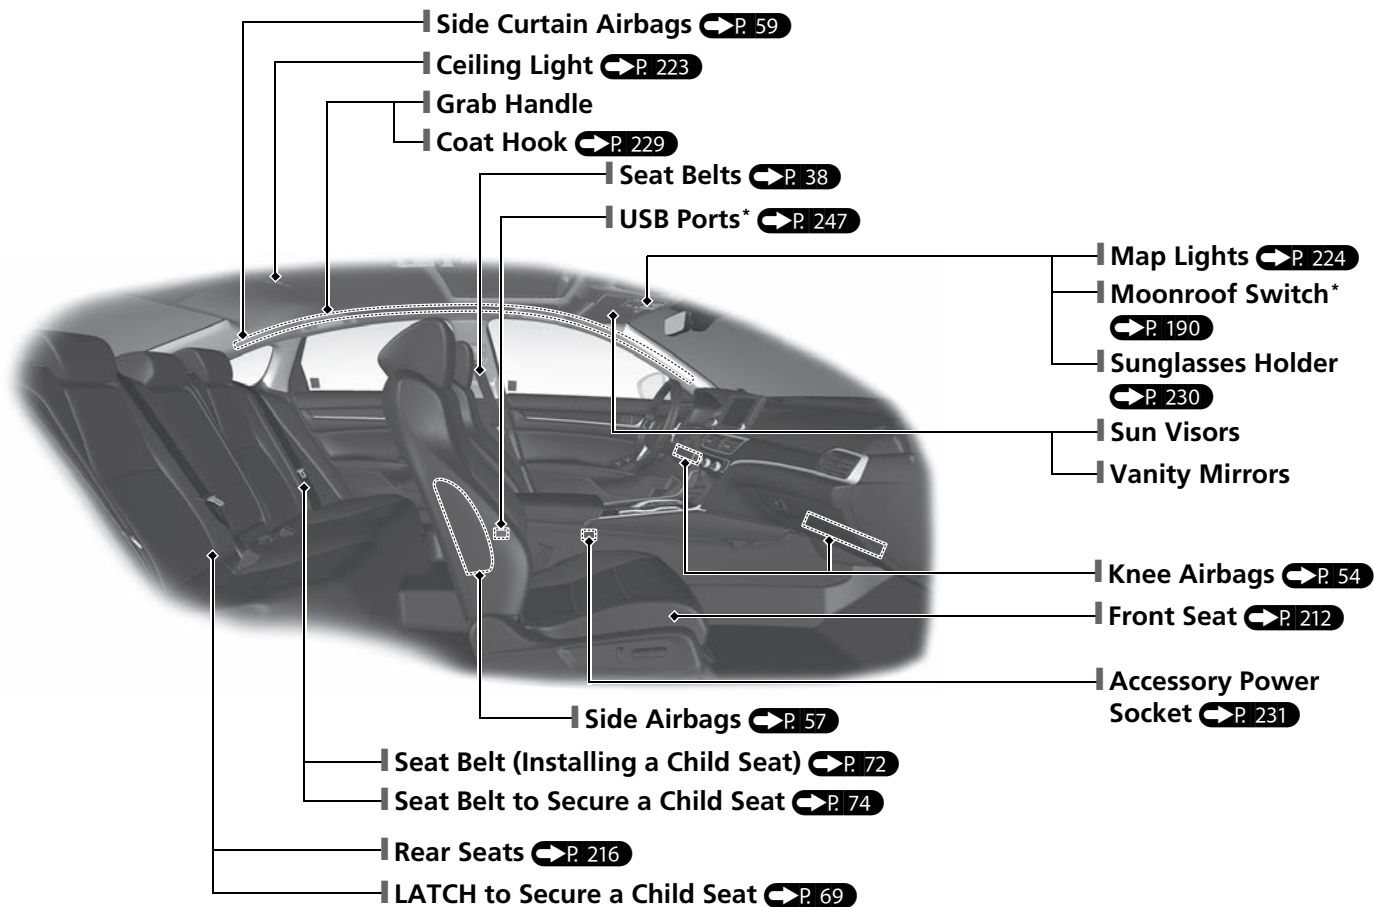 Side Curtain Airbags P. 59
Ceiling Light P. 223
Grab Handle
Coat Hook P. 229
Seat Belts P. 38
USB Ports* P. 247
Map Lights P. 224
Moonroof Switch*
P. 190
Sunglasses Holder
P. 230
Sun Visors
Vanity Mirrors
Knee Airbags P. 54
Front Seat P. 212
Accessory Power
Socket P. 231
Side Airbags P. 57
Seat Belt (Installing a Child Seat) P. 72
Seat Belt to Secure a Child Seat P. 74
Rear Seats P. 216
LATCH to Secure a Child Seat P. 69